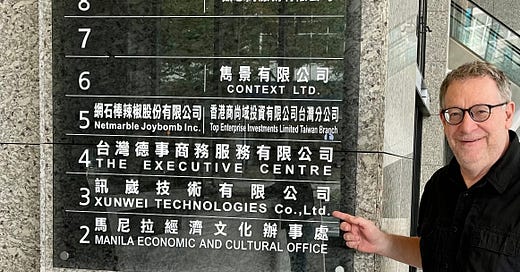 8
7
6
雋景有限公司
CONTEXT LTD.
5
網石棒辣椒股份有限公司
Netmarble Joybomb Inc.
香港商尚域投資有限公司台灣分公司
Top Enterprise Investments Limited Taiwan Branch
4
台灣德事商務服務有限公司
THE EXECUTIVE CENTRE
3
訊崴技術有限公司
XUNWEI TECHNOLOGIES Co.,Ltd.
2
馬尼拉經濟文化辦事處
MANILA ECONOMIC AND CULTURAL OFFICE